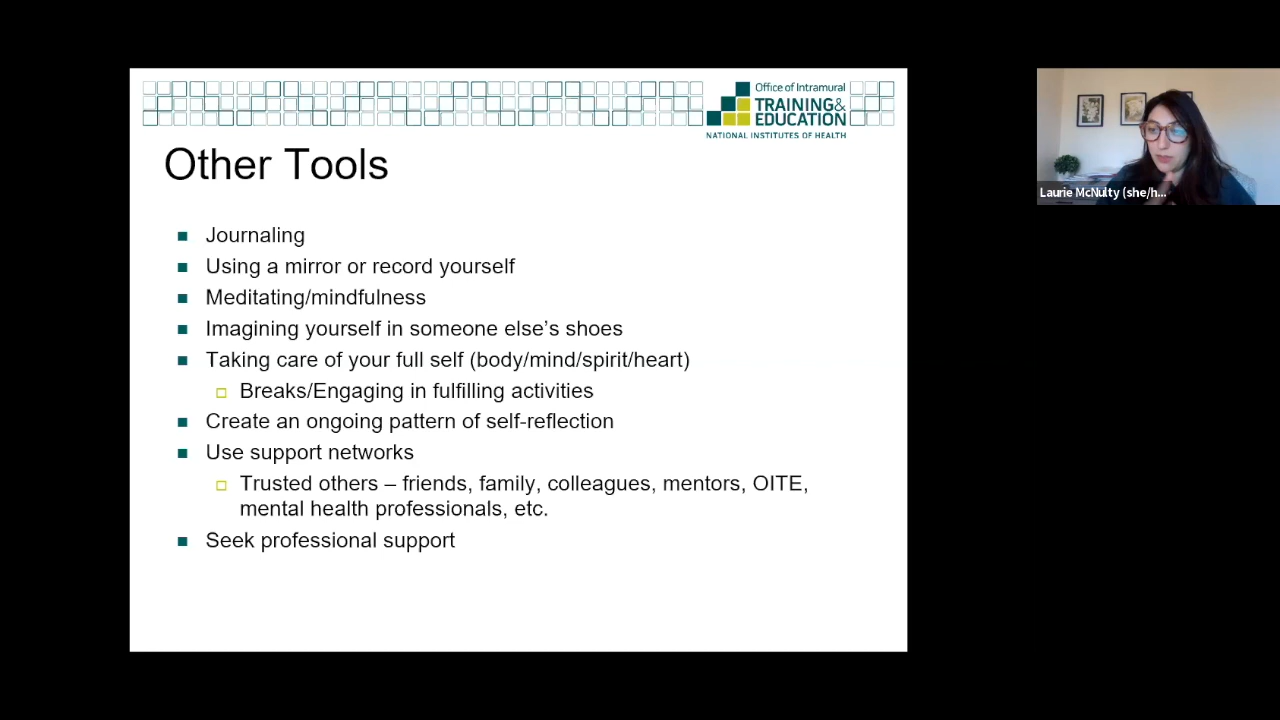 Office of Intramural
TRAINING&
EDUCATION
NATIONAL INSTITUTES OF HEALTH
Other Tools
Journaling
Using a mirror or record yourself
Meditating/mindfulness
Imagining yourself in someone else’s shoes
Taking care of your full self (body/mind/spirit/heart)
Breaks/Engaging in fulfilling activities
Create an ongoing pattern of self-reflection
Use support networks
Trusted others – friends, family, colleagues, mentors, OITE,
mental health professionals, etc.
Seek professional support
Laurie McNulty (she/h...